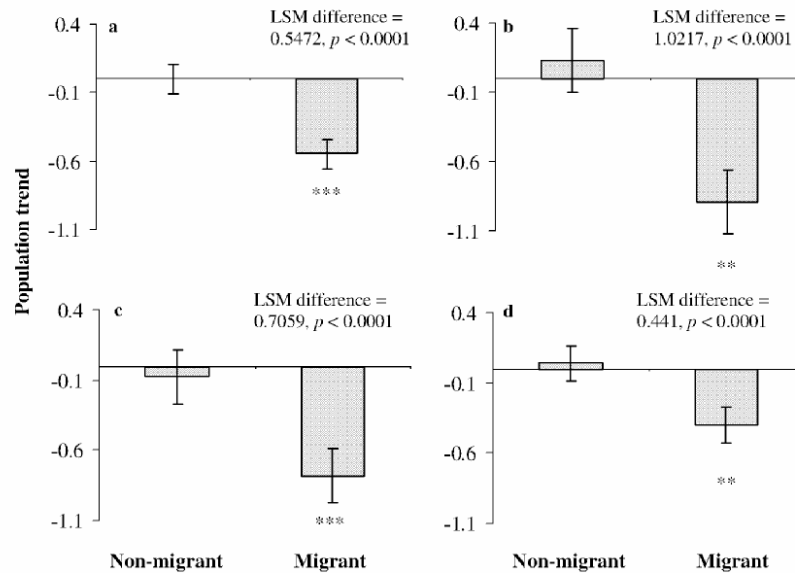 Population trend
a
LSM difference =
0.5472, p < 0.0001
0.4
-0.1
-0.6
-1.1
***
b
LSM difference =
1.0217, p < 0.0001
0.4
-0.1
-0.6
-1.1
**
c
LSM difference =
0.7059, p < 0.0001
0.4
-0.1
-0.6
-1.1
***
Non-migrant Migrant
d
LSM difference =
0.441, p < 0.0001
0.4
-0.1
-0.6
-1.1
**
Non-migrant Migrant